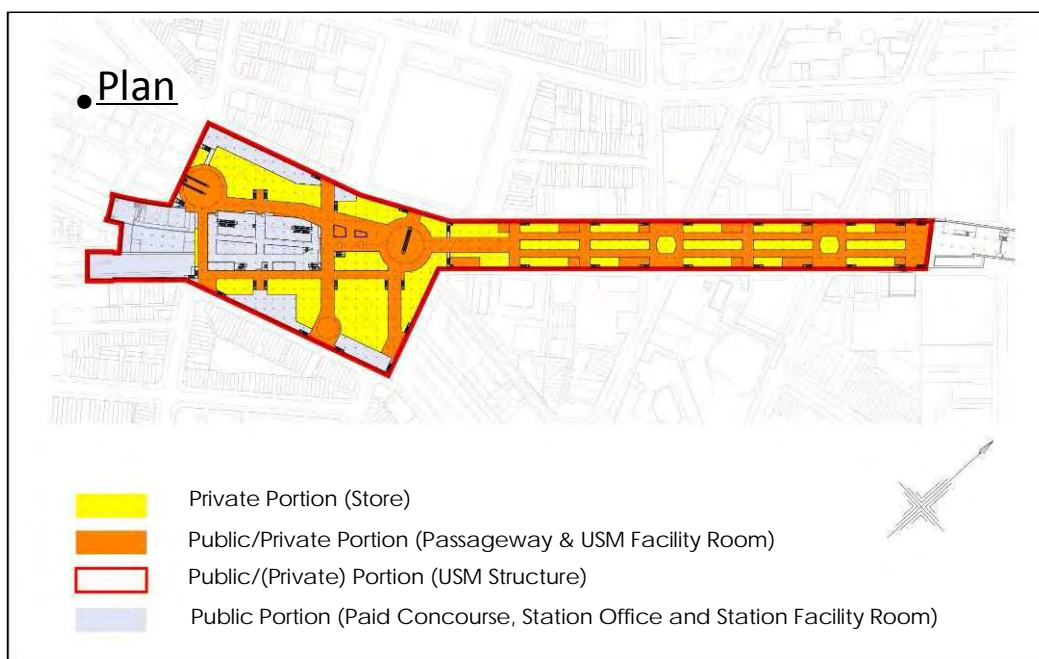 • Plan
Private Portion (Store)
Public/Private Portion (Passageway & USM Facility Room)
Public/(Private) Portion (USM Structure)
Public Portion (Paid Concourse, Station Office and Station Facility Room)